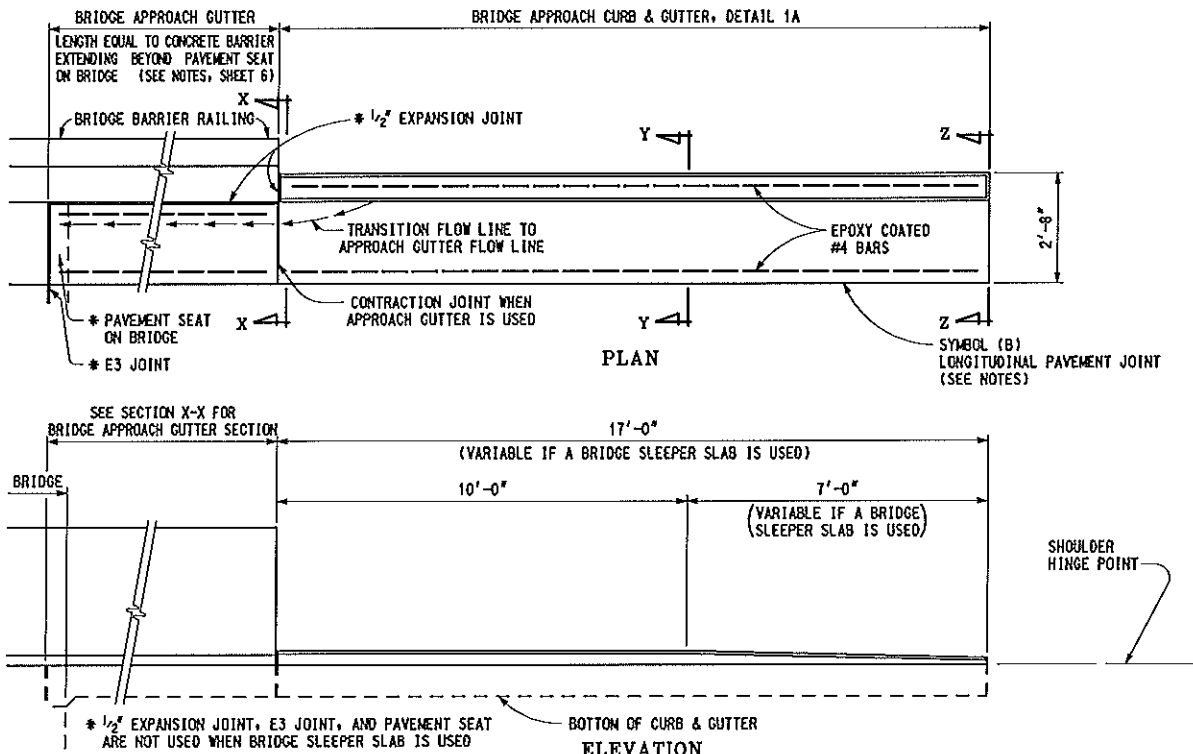 BRIDGE APPROACH GUTTER
BRIDGE APPROACH CURB & GUTTER, DETAIL 1A
LENGTH EQUAL TO CONCRETE BARRIER
EXTENDING BEYOND PAVEMENT SEAT
ON BRIDGE (SEE NOTES, SHEET 6)
X
BRIDGE BARRIER RAILING
* 1/2" EXPANSION JOINT
Y
Z
TRANSITION FLOW LINE TO
APPROACH GUTTER FLOW LINE
EPOXY COATED
#4 BARS
2'-8"
* PAVEMENT SEAT
ON BRIDGE
* E3 JOINT
X
CONTRACTION JOINT WHEN
APPROACH GUTTER IS USED
Y
Z
PLAN
SYMBOL (B)
LONGITUDINAL PAVEMENT JOINT
(SEE NOTES)
SEE SECTION X-X FOR
BRIDGE APPROACH GUTTER SECTION
17'-0"
(VARIABLE IF A BRIDGE SLEEPER SLAB IS USED)
BRIDGE
10'-0"
7'-0"
(VARIABLE IF A BRIDGE
SLEEPER SLAB IS USED)
SHOULDER
HINGE POINT
* 1/2" EXPANSION JOINT, E3 JOINT, AND PAVEMENT SEAT
ARE NOT USED WHEN BRIDGE SLEEPER SLAB IS USED
BOTTOM OF CURB & GUTTER
ELEVATION